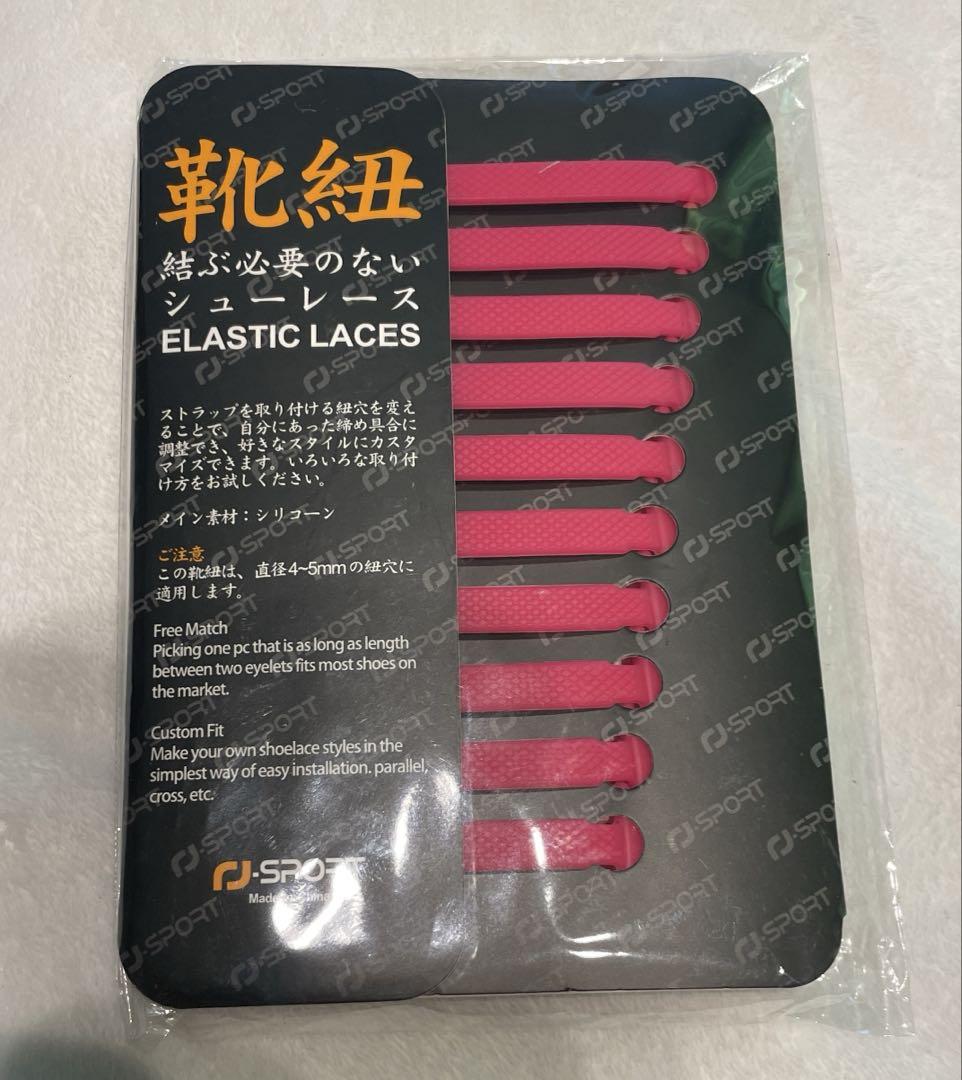 靴紐
結ぶ必要のない
シューレース
ELASTIC LACES
ストラップを取り付ける紐穴を変え
ることで、自分にあった締め具合に
調整でき、好きなスタイルにカスタ
マイズできます。いろいろな取り付
け方をお試しください。
メイン素材：シリコーン
ご注意
この靴紐は、直径4~5mmの紐穴に
適用します。
Free Match
Picking one pc that is as long as length
between two eyelets fits most shoes on
the market.
Custom Fit
Make your own shoelace styles in the
simplest way of easy installation. parallel,
cross, etc.
RJ-SPORT
Made in China